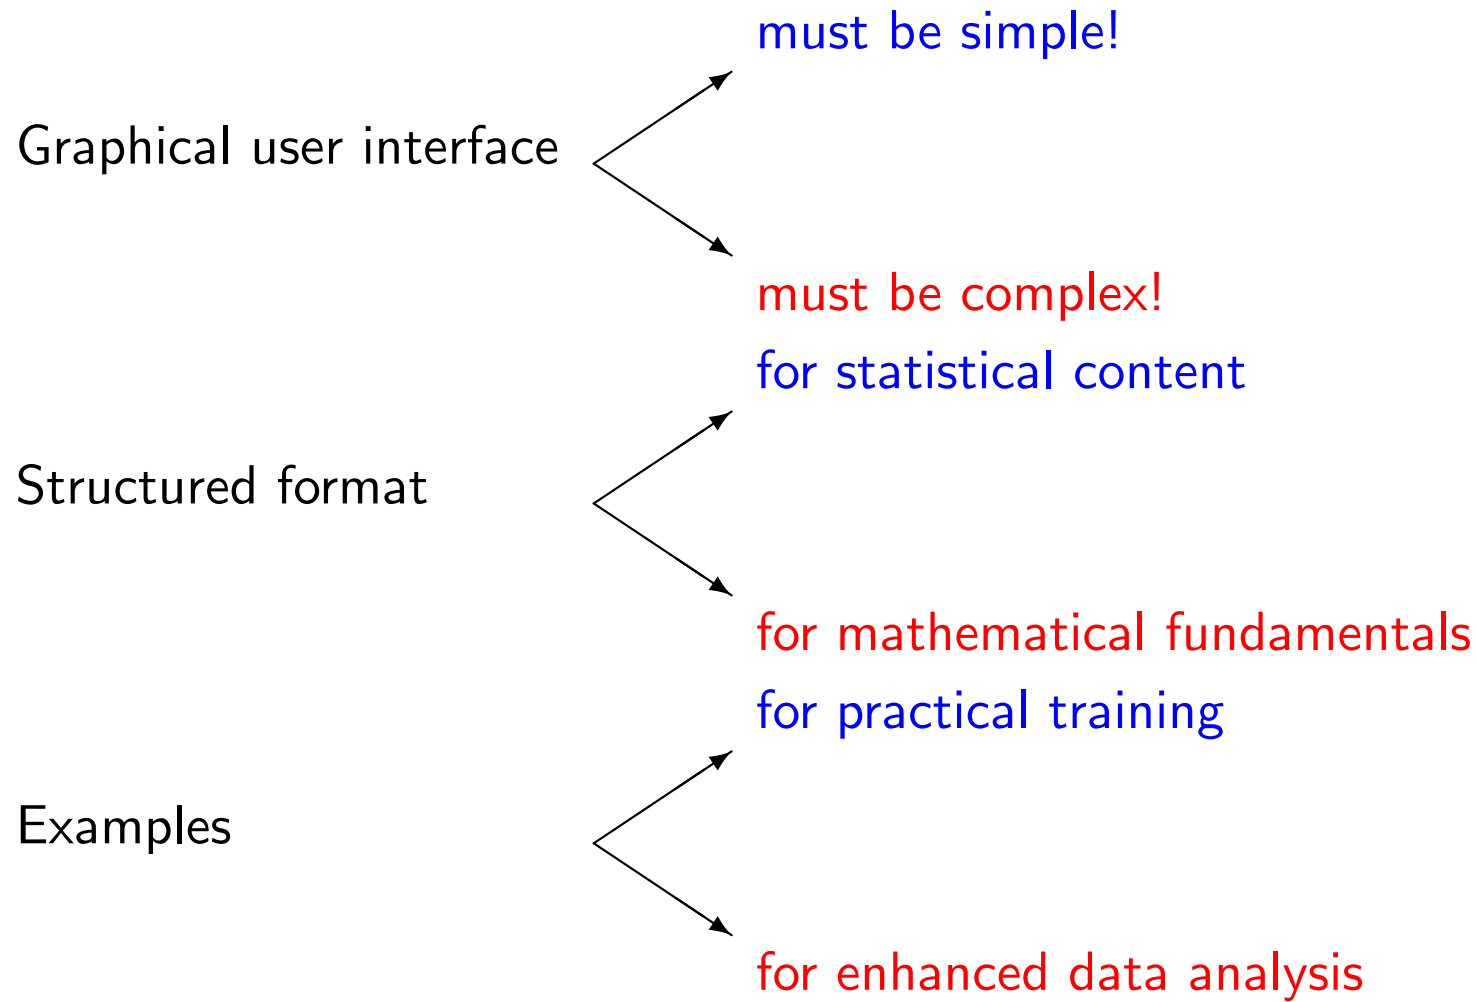 must be simple!
Graphical user interface
must be complex!
for statistical content
Structured format
for mathematical fundamentals
for practical training
Examples
for enhanced data analysis